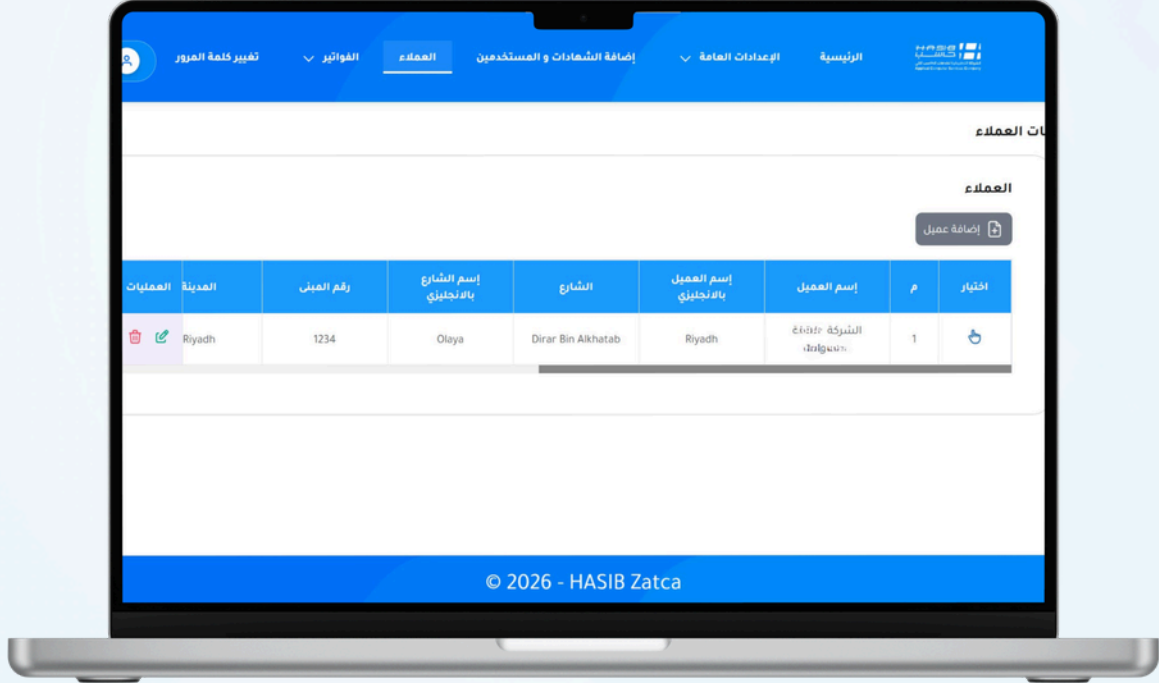 HASIB
الرئيسية
الإعدادات العامة
إضافة الشهادات و المستخدمين
العملاء
الفواتير
تغيير كلمة المرور
العملاء
العملاء
إضافة عميل
اختيار
م
إسم العميل
إسم العميل بالانجليزي
الشارع
إسم الشارع بالانجليزي
رقم المبنى
المدينة
العمليات
1
الشركة
Riyadh
Dirar Bin Alkhatab
Olaya
1234
Riyadh
© 2026 - HASIB Zatca